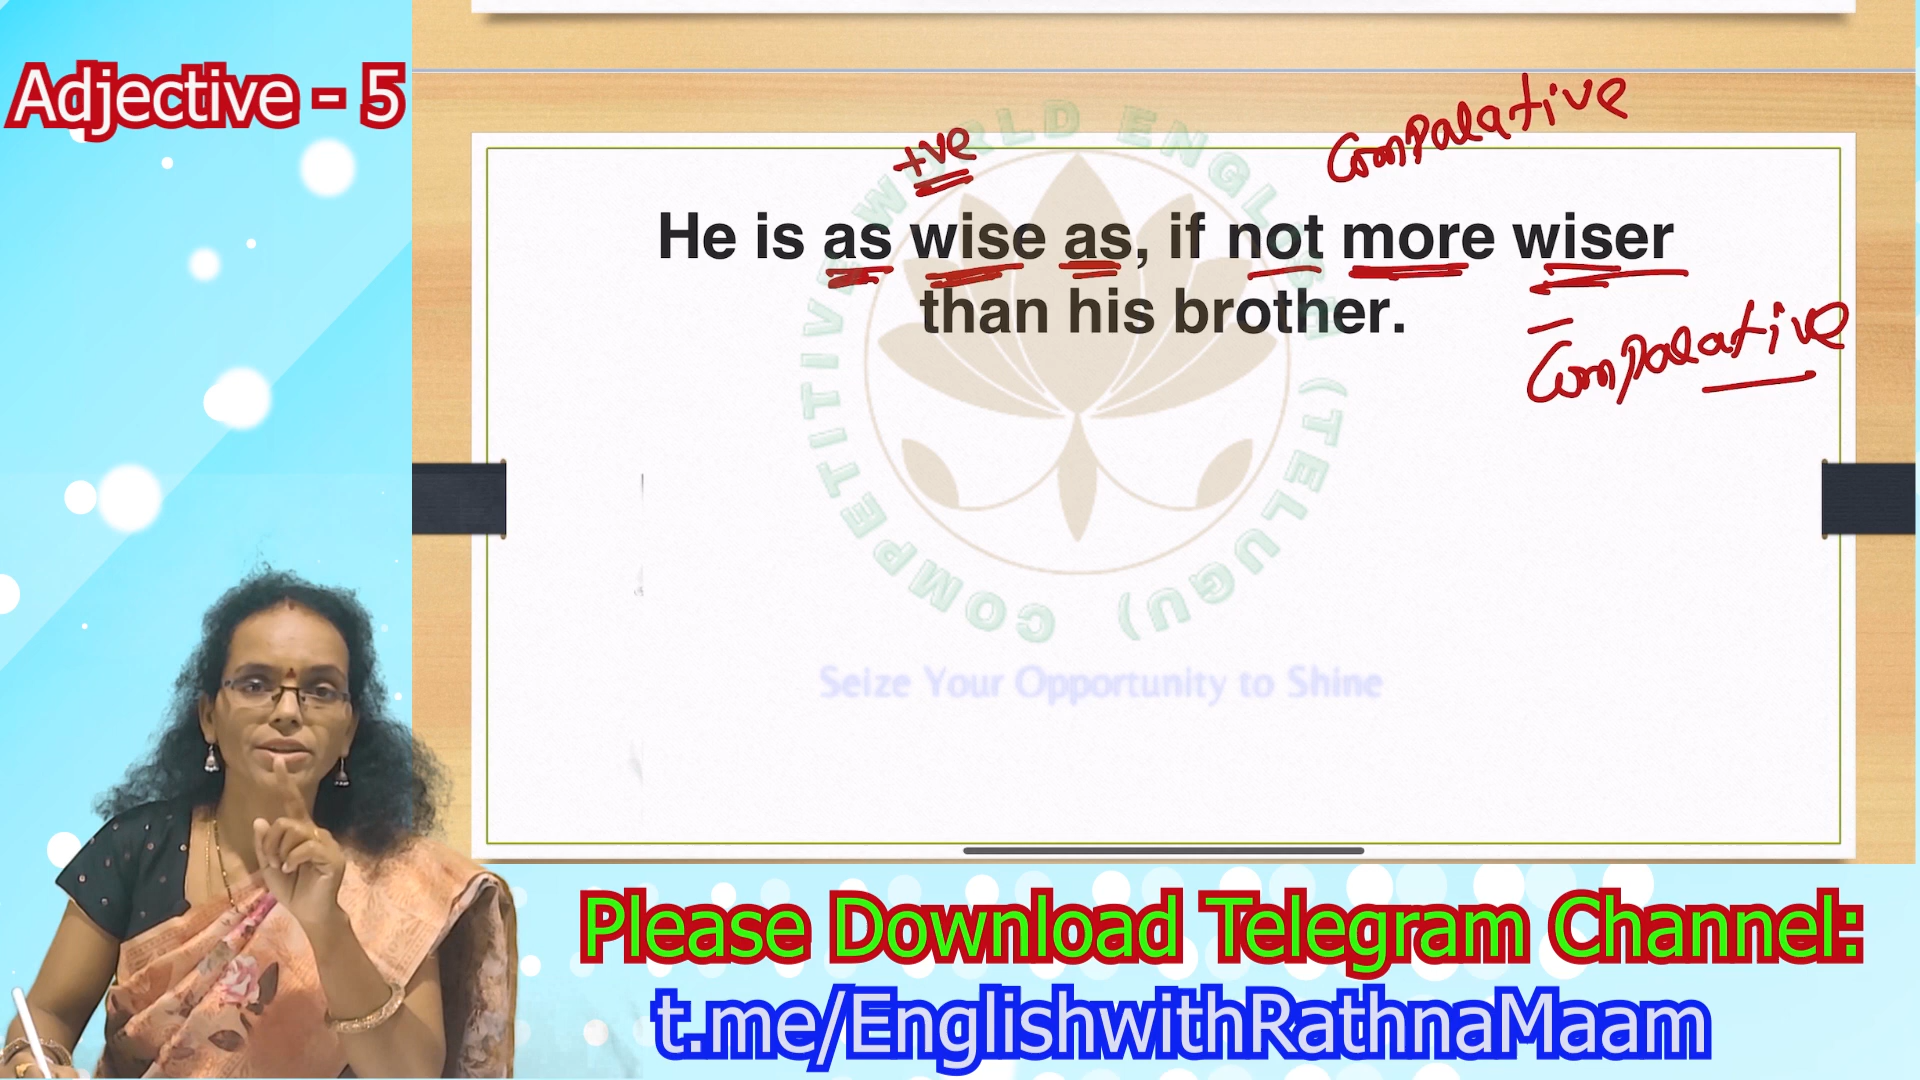 Adjective - 5
Comparative
+ve
He is as wise as, if not more wiser
than his brother.
Comparative
COMPETITIVE WORLD ENGLISH (TELUGU)
Seize Your Opportunity to Shine
Please Download Telegram Channel:
t.me/EnglishwithRathnaMaam